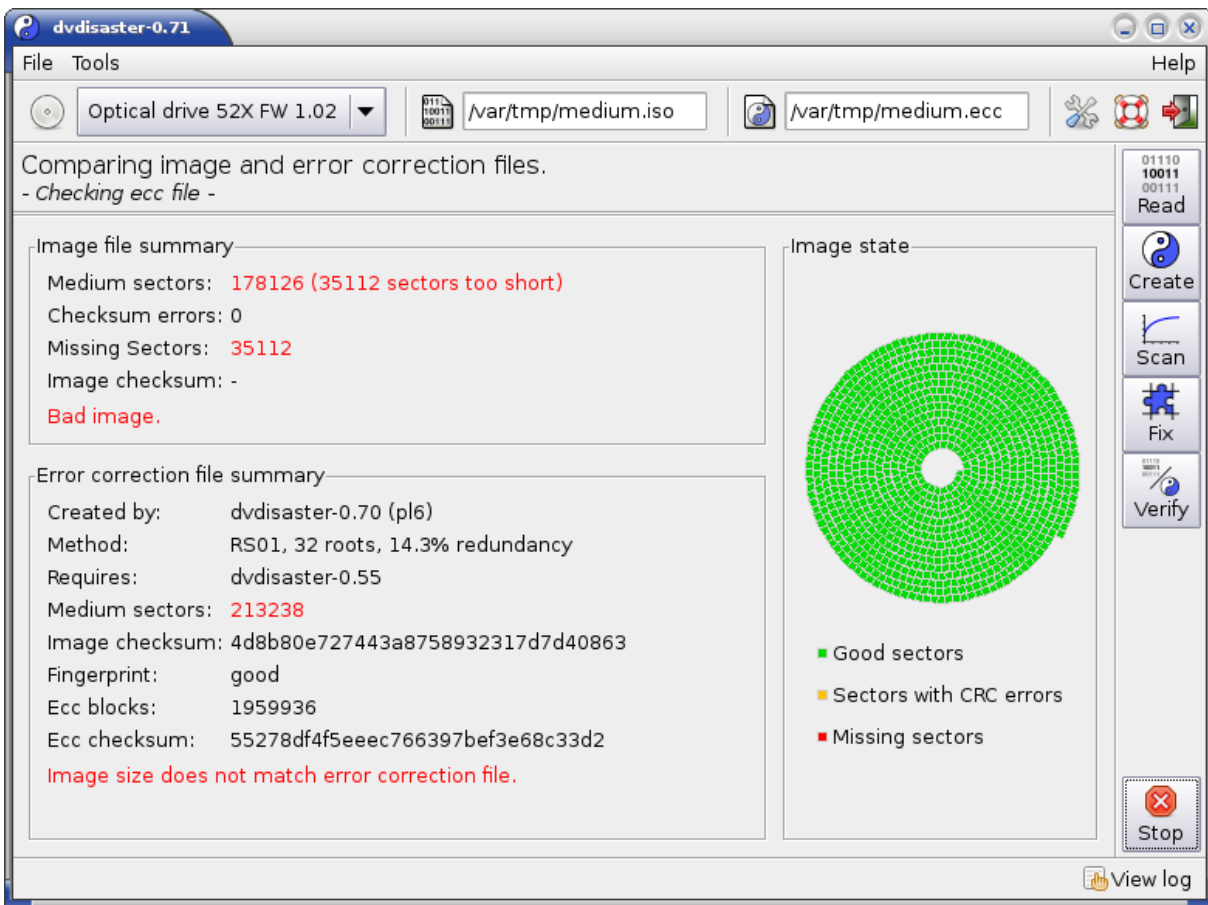 dvdisaster-0.71
File Tools Help
Optical drive 52X FW 1.02 /var/tmp/medium.iso /var/tmp/medium.ecc
Comparing image and error correction files.
- Checking ecc file -
Image file summary
Medium sectors: 178126 (35112 sectors too short)
Checksum errors: 0
Missing Sectors: 35112
Image checksum: -
Bad image.
Error correction file summary
Created by: dvdisaster-0.70 (pl6)
Method: RS01, 32 roots, 14.3% redundancy
Requires: dvdisaster-0.55
Medium sectors: 213238
Image checksum: 4d8b80e727443a8758932317d7d40863
Fingerprint: good
Ecc blocks: 1959936
Ecc checksum: 55278df4f5eeec766397bef3e68c33d2
Image size does not match error correction file.
Image state
Good sectors
Sectors with CRC errors
Missing sectors
01110
10011
00111
Read
Create
Scan
Fix
Verify
Stop
View log